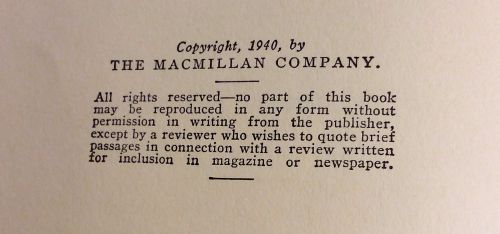 Copyright, 1940, by
THE MACMILLAN COMPANY.
All rights reserved—no part of this book
may be reproduced in any form without
permission in writing from the publisher,
except by a reviewer who wishes to quote brief
passages in connection with a review written
for inclusion in magazine or newspaper.